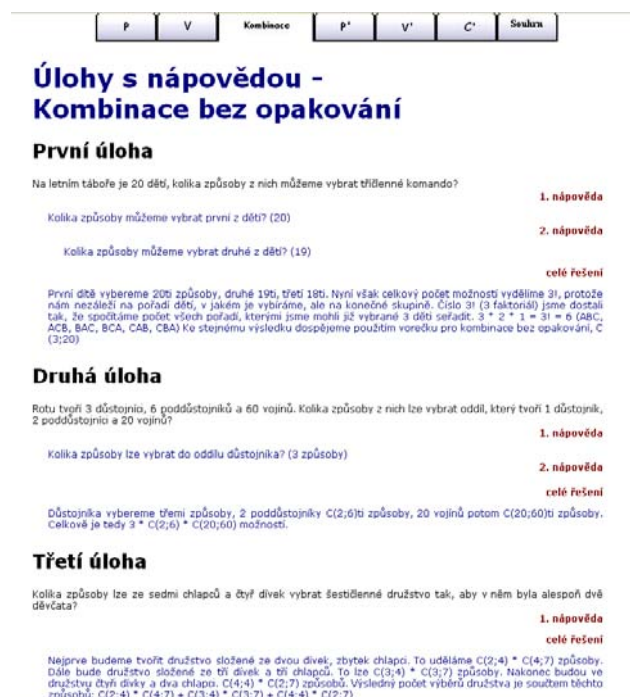 P V Kombinace P' V' C' Souhrn
Úlohy s nápovědou -
Kombinace bez opakování
První úloha
Na letním táboře je 20 dětí, kolika způsoby z nich můžeme vybrat tříčlenné komando?
1. nápověda
Kolika způsoby můžeme vybrat první z dětí? (20)
2. nápověda
Kolika způsoby můžeme vybrat druhé z dětí? (19)
celé řešení
První dítě vybereme 20ti způsoby, druhé 19ti, třetí 18ti. Nyní však celkový počet možností vydělíme 3!, protože
nám nezáleží na pořadí dětí, v jakém je vybíráme, ale na konečné skupině. Číslo 3! (3 faktoriál) jsme dostali
tak, že spočítáme počet všech pořadí, kterými jsme mohli již vybrané 3 děti seřadit. 3 * 2 * 1 = 3! = 6 (ABC,
ACB, BAC, BCA, CAB, CBA) Ke stejnému výsledku dospějeme použitím vorečku pro kombinace bez opakování, C
(3;20)
Druhá úloha
Rotu tvoří 3 důstojníci, 6 poddůstojníků a 60 vojínů. Kolika způsoby z nich lze vybrat oddíl, který tvoří 1 důstojník,
2 poddůstojníci a 20 vojínů?
1. nápověda
Kolika způsoby lze vybrat do oddílu důstojníka? (3 způsoby)
2. nápověda
celé řešení
Důstojníka vybereme třemi způsoby, 2 poddůstojníky C(2;6)ti způsoby, 20 vojínů potom C(20;60)ti způsoby.
Celkově je tedy 3 * C(2;6) * C(20;60) možností.
Třetí úloha
Kolika způsoby lze ze sedmi chlapců a čtyř dívek vybrat šestičlenné družstvo tak, aby v něm byla alespoň dvě
děvčata?
1. nápověda
celé řešení
Nejprve budeme tvořit družstvo složené ze dvou dívek, zbytek chlapci. To uděláme C(2;4) * C(4;7) způsoby.
Dále bude družstvo složené ze tří dívek a tří chlapců. To lze C(3;4) * C(3;7) způsoby. Nakonec budou ve
družstvu čtyři dívky a dva chlapci. C(4;4) * C(2;7) způsobů. Výsledný počet výběrů družstva je součtem těchto
způsobů: C(2;4) * C(4;7) + C(3;4) * C(3;7) + C(4;4) * C(2;7)